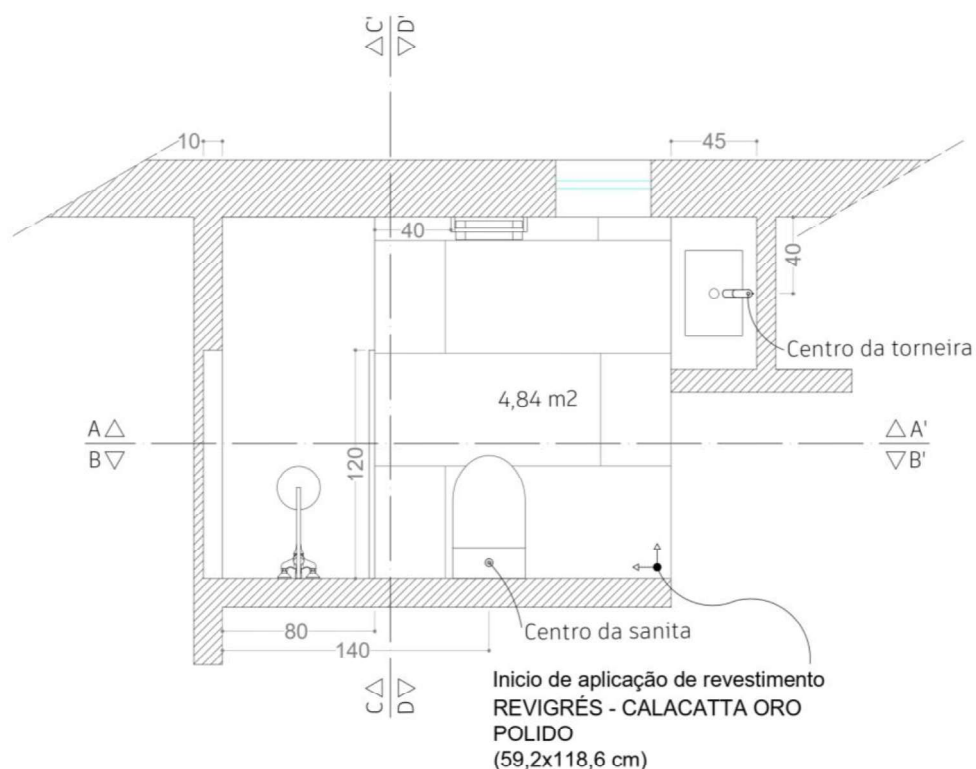 C' D'
10
45
40
40
Centro da torneira
4,84 m2
A A'
B B'
120
80
140
Centro da sanita
C D
Inicio de aplicação de revestimento
REVIGRÉS - CALACATTA ORO
POLIDO
(59,2x118,6 cm)